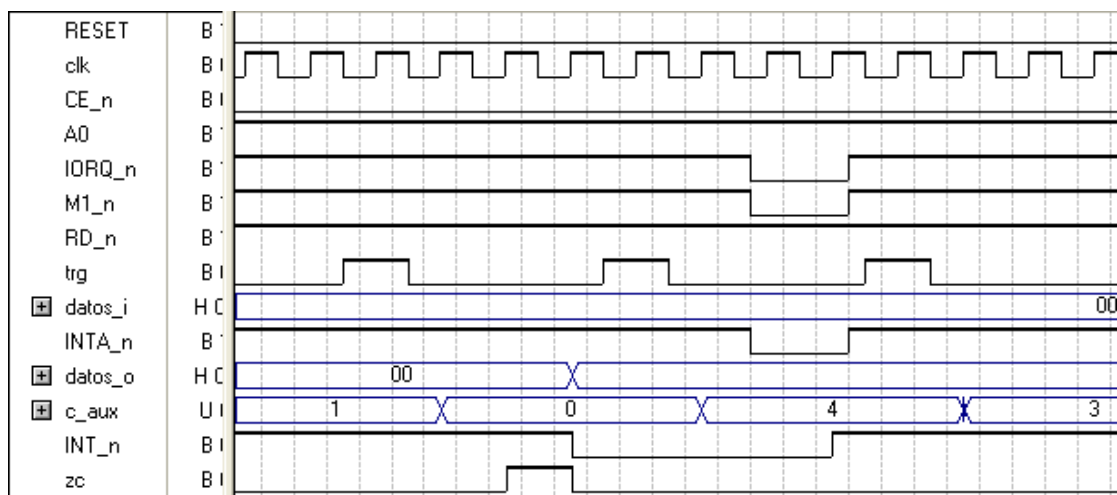 RESET B
clk B
CE_n B
A0 B
IORQ_n B
M1_n B
RD_n B
trg B
datos_i H 00
INTA_n B
datos_o H 00
c_aux U 1 0 4 3
INT_n B
zc B